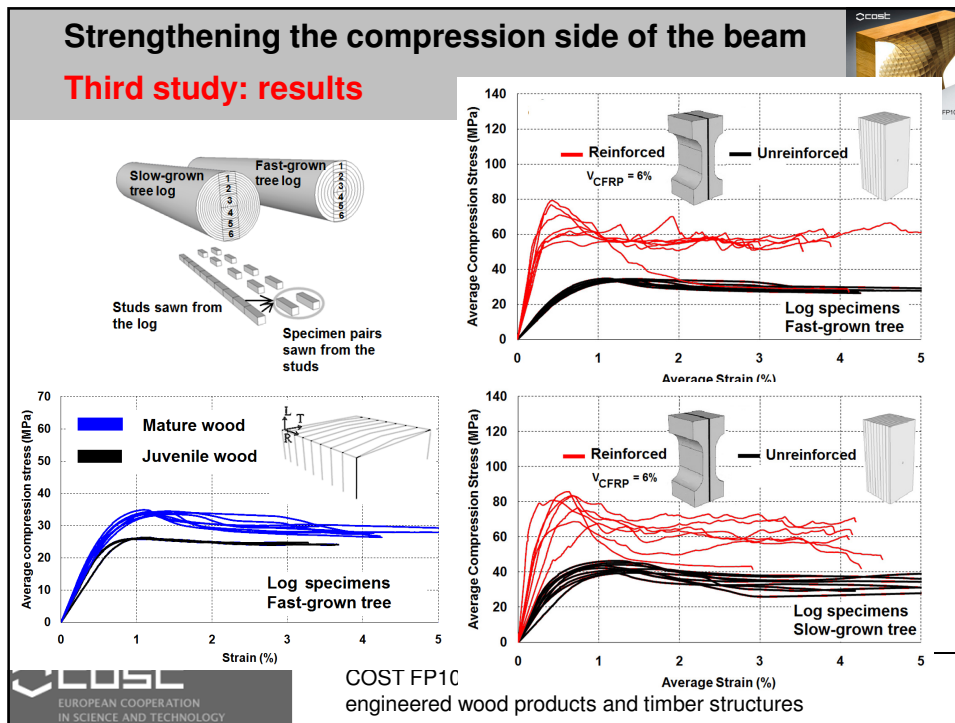 Strengthening the compression side of the beam
Third study: results
COST
FP10
Slow-grown
tree log
Fast-grown
tree log
1
2
3
4
5
6
1
2
3
4
5
6
Studs sawn from
the log
Specimen pairs
sawn from the
studs
Average Compression Stress (MPa)
140
120
100
80
60
40
20
0
Reinforced
Unreinforced
VCFRP = 6%
Log specimens
Fast-grown tree
0 1 2 3 4 5
Average Strain (%)
Average compression stress (MPa)
70
60
50
40
30
20
10
0
Mature wood
Juvenile wood
L
T
R
Log specimens
Fast-grown tree
0 1 2 3 4 5
Strain (%)
Average Compression Stress (MPa)
140
120
100
80
60
40
20
0
Reinforced
Unreinforced
VCFRP = 6%
Log specimens
Slow-grown tree
0 1 2 3 4 5
Average Strain (%)
COST
EUROPEAN COOPERATION
IN SCIENCE AND TECHNOLOGY
COST FP10
engineered wood products and timber structures